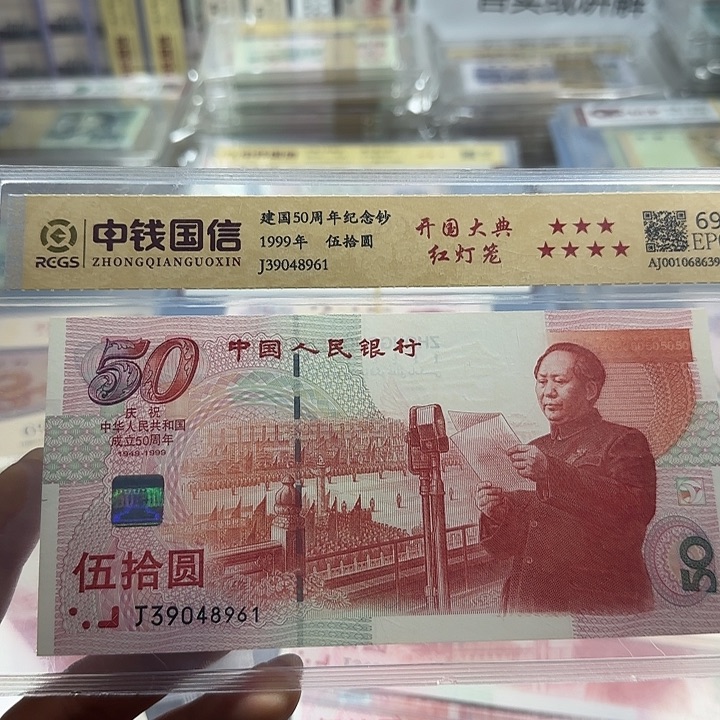 中钱国信
RCGS
ZHONGQIANGUOXIN
建国50周年纪念钞
1999年 伍拾圆
J39048961
开国大典
红灯笼
★★★
★★★★
69
EPQ
AJ001068639
50
中国人民银行
庆祝
中华人民共和国
成立50周年
1949-1999
伍拾圆
J39048961
50